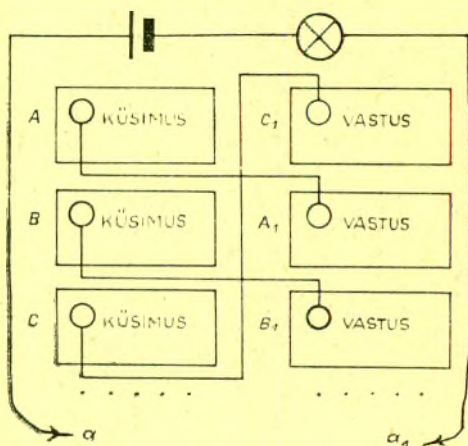 A KÜSIMUS C₁ VASTUS
B KÜSIMUS A₁ VASTUS
C KÜSIMUS B₁ VASTUS
a a₁